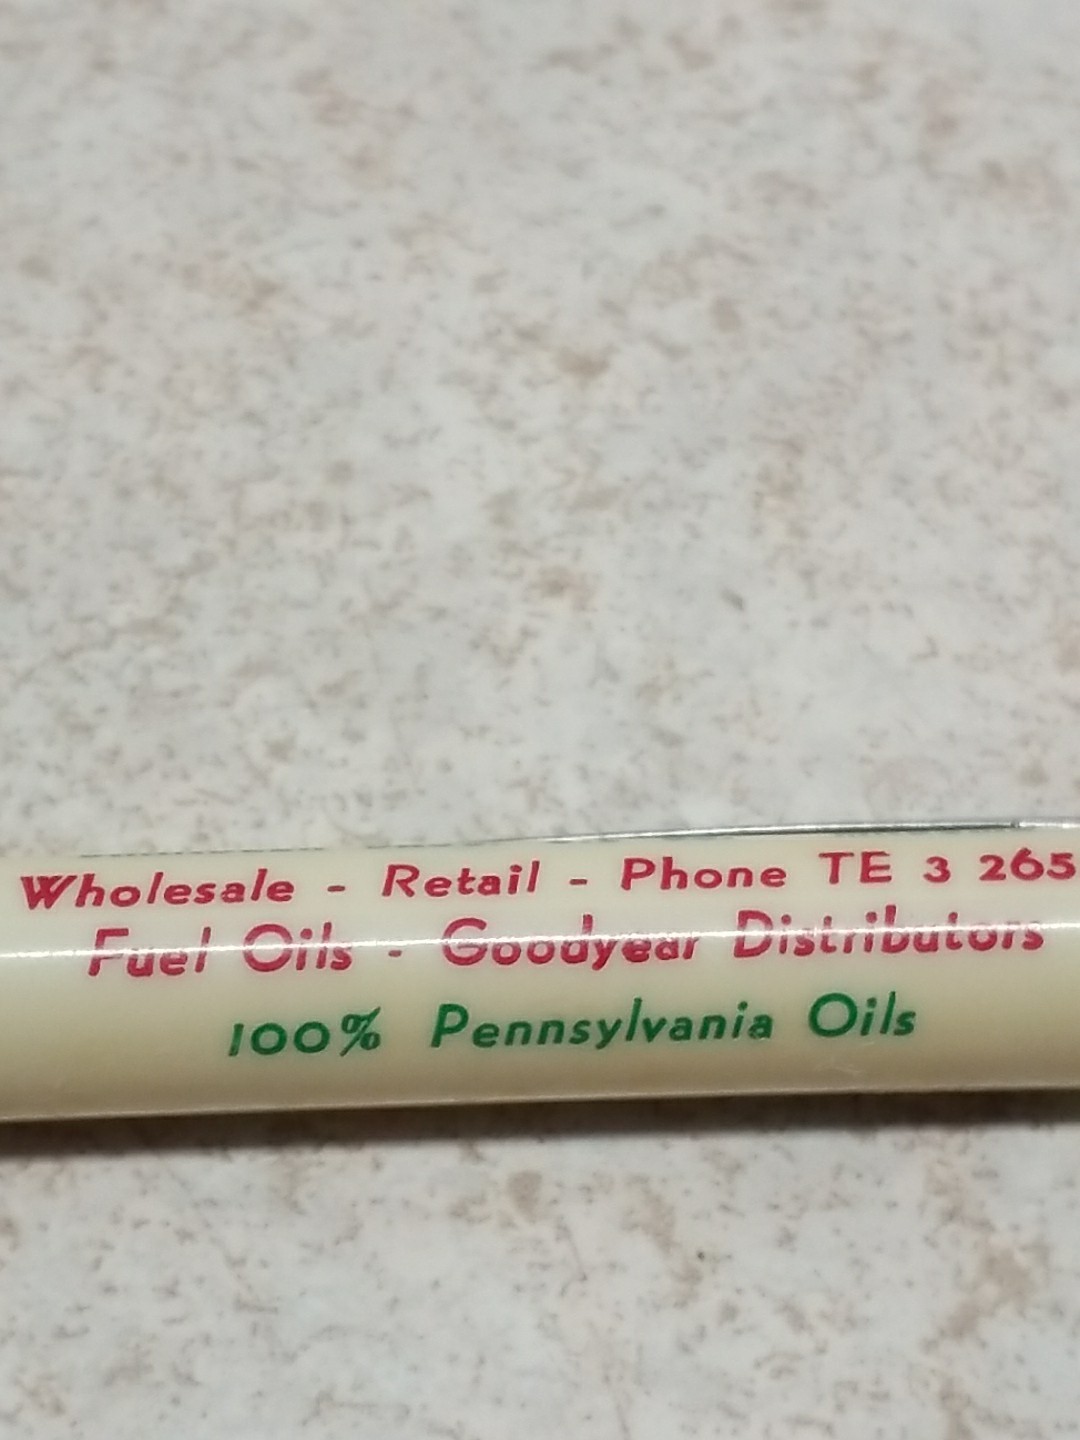 Wholesale - Retail - Phone TE 3 265
Fuel Oils - Goodyear Distributors
100% Pennsylvania Oils